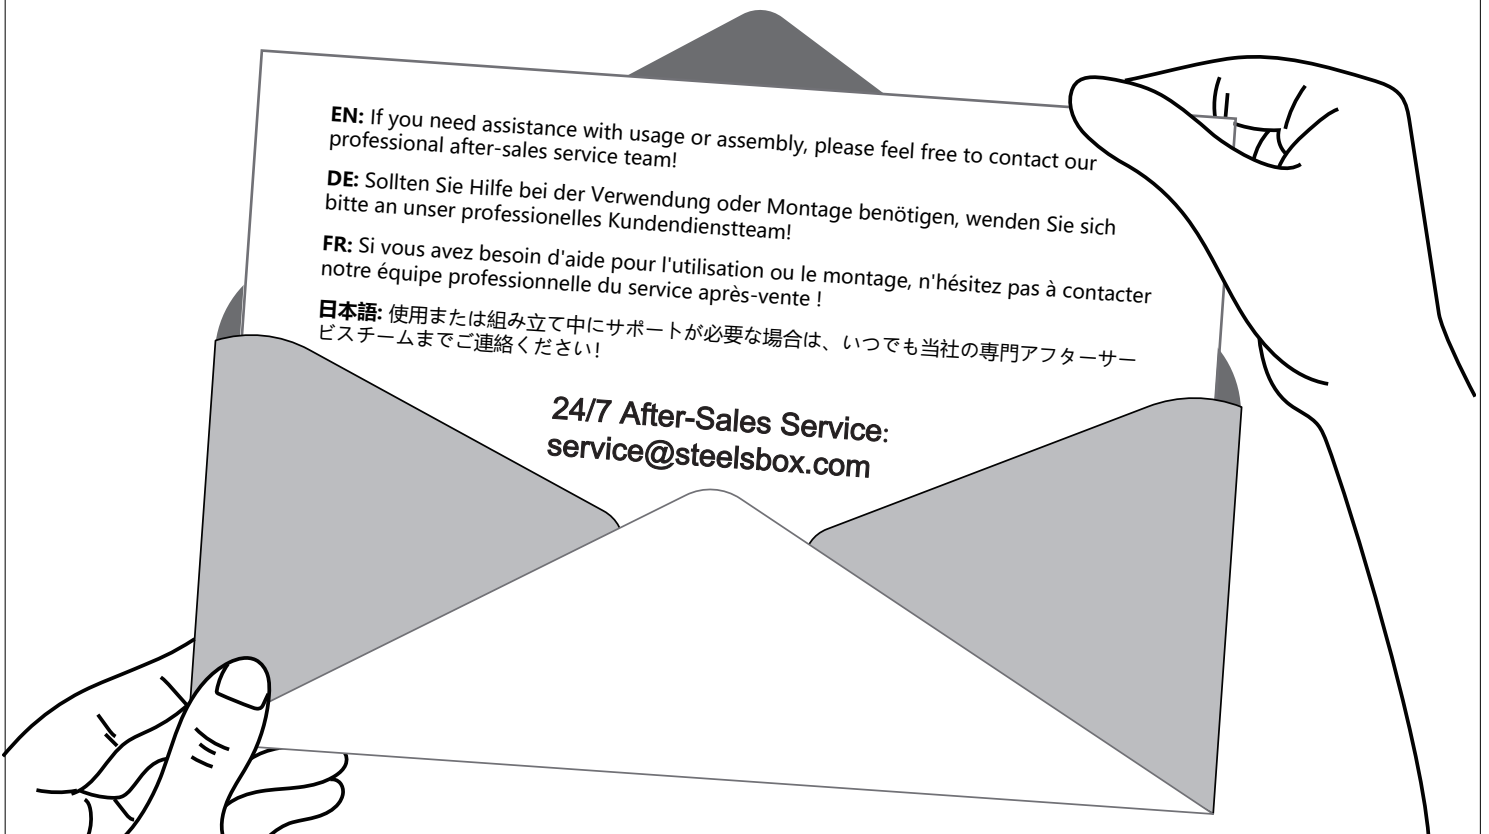 EN: If you need assistance with usage or assembly, please feel free to contact our
professional after-sales service team!
DE: Sollten Sie Hilfe bei der Verwendung oder Montage benötigen, wenden Sie sich
bitte an unser professionelles Kundendienstteam!
FR: Si vous avez besoin d'aide pour l'utilisation ou le montage, n'hésitez pas à contacter
notre équipe professionnelle du service après-vente !
日本語: 使用または組み立て中にサポートが必要な場合は、いつでも当社の専門アフターサー
ビスチームまでご連絡ください!
24/7 After-Sales Service:
service@steelsbox.com